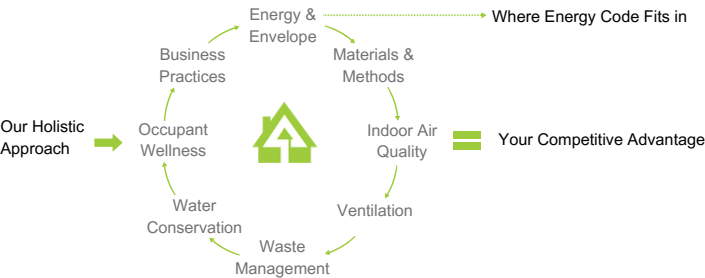 Energy &
Envelope
Where Energy Code Fits in
Business
Practices
Materials &
Methods
Our Holistic
Approach
Occupant
Wellness
Indoor Air
Quality
Your Competitive Advantage
Water
Conservation
Ventilation
Waste
Management